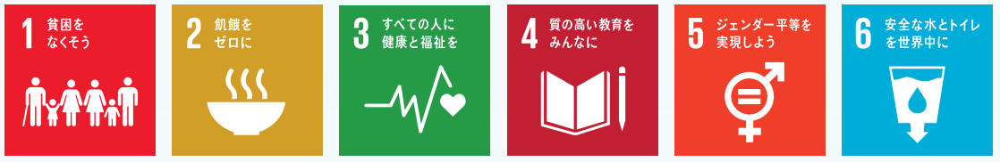 1 貧困を
なくそう
2 飢餓を
ゼロに
3 すべての人に
健康と福祉を
4 質の高い教育を
みんなに
5 ジェンダー平等を
実現しよう
6 安全な水とトイレ
を世界中に